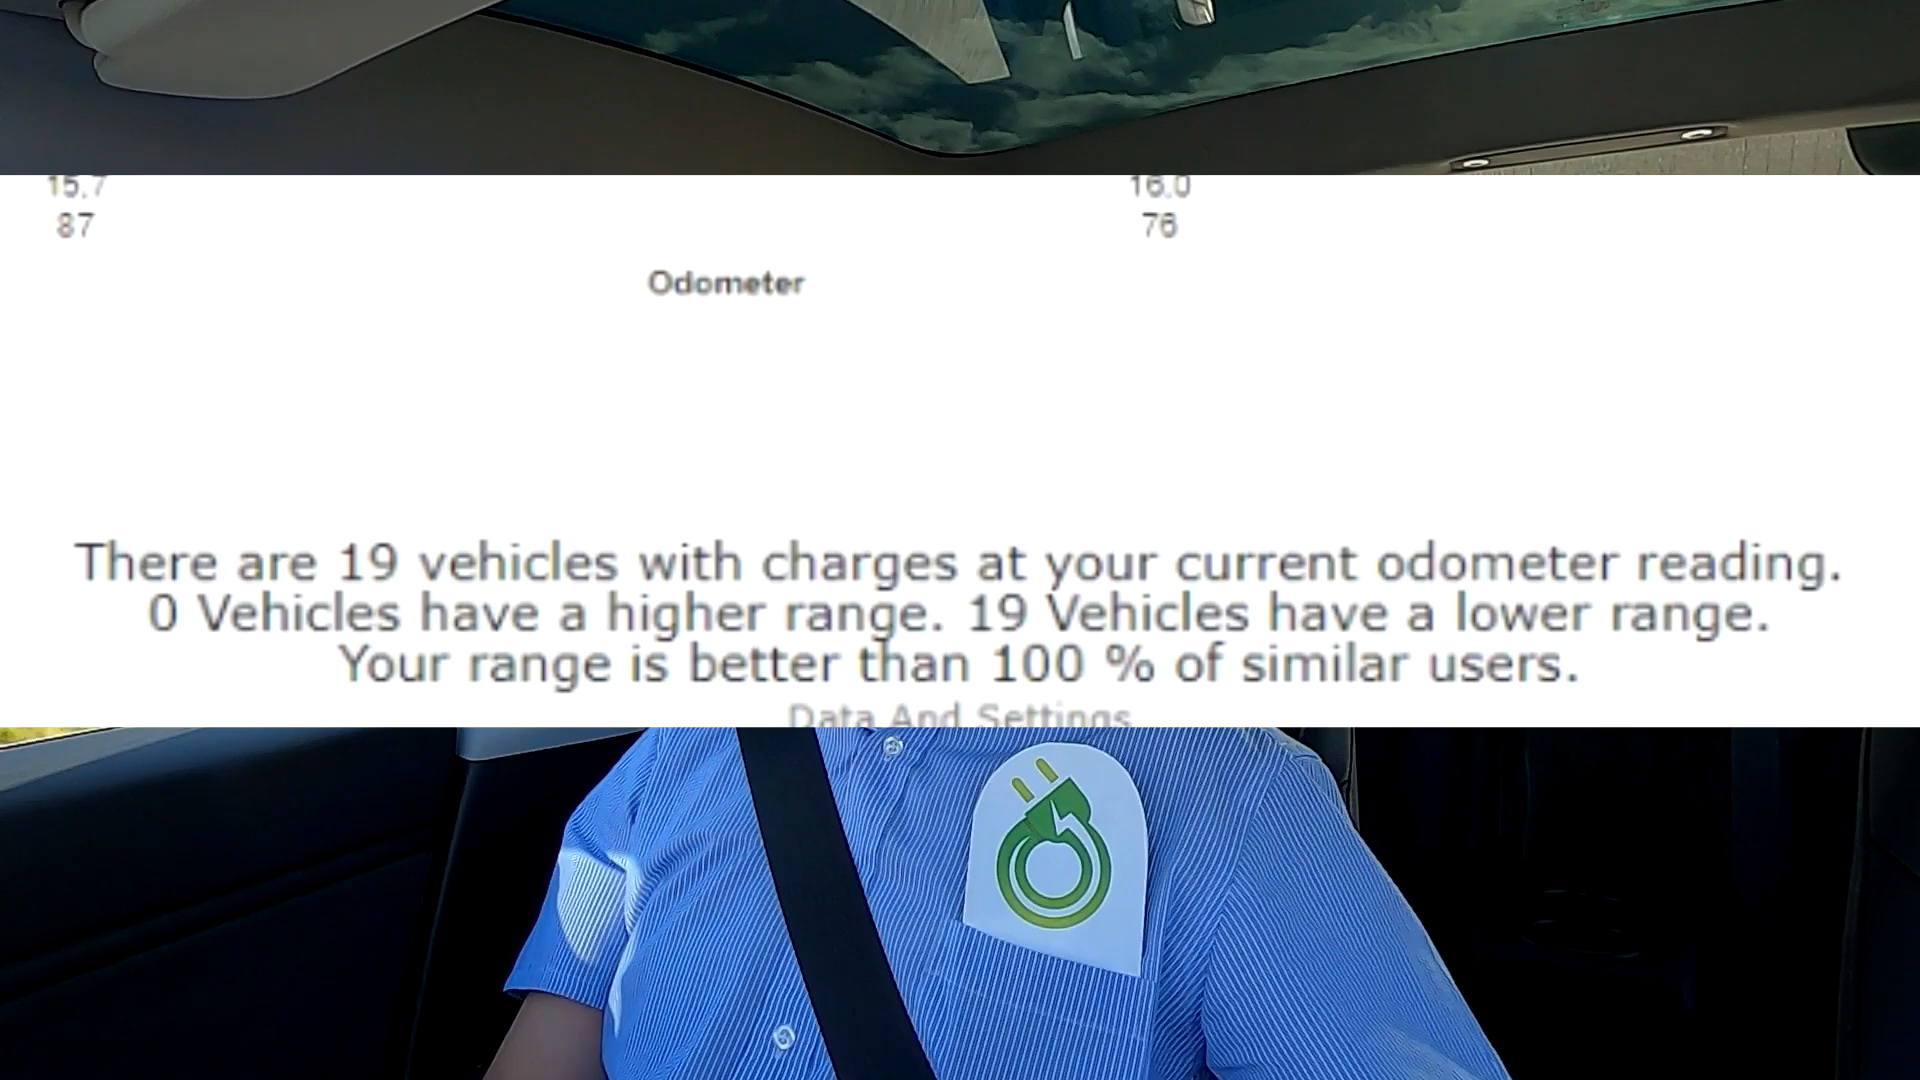 15.7 16.0
87 76
Odometer
There are 19 vehicles with charges at your current odometer reading.
0 Vehicles have a higher range. 19 Vehicles have a lower range.
Your range is better than 100 % of similar users.
Data And Settings